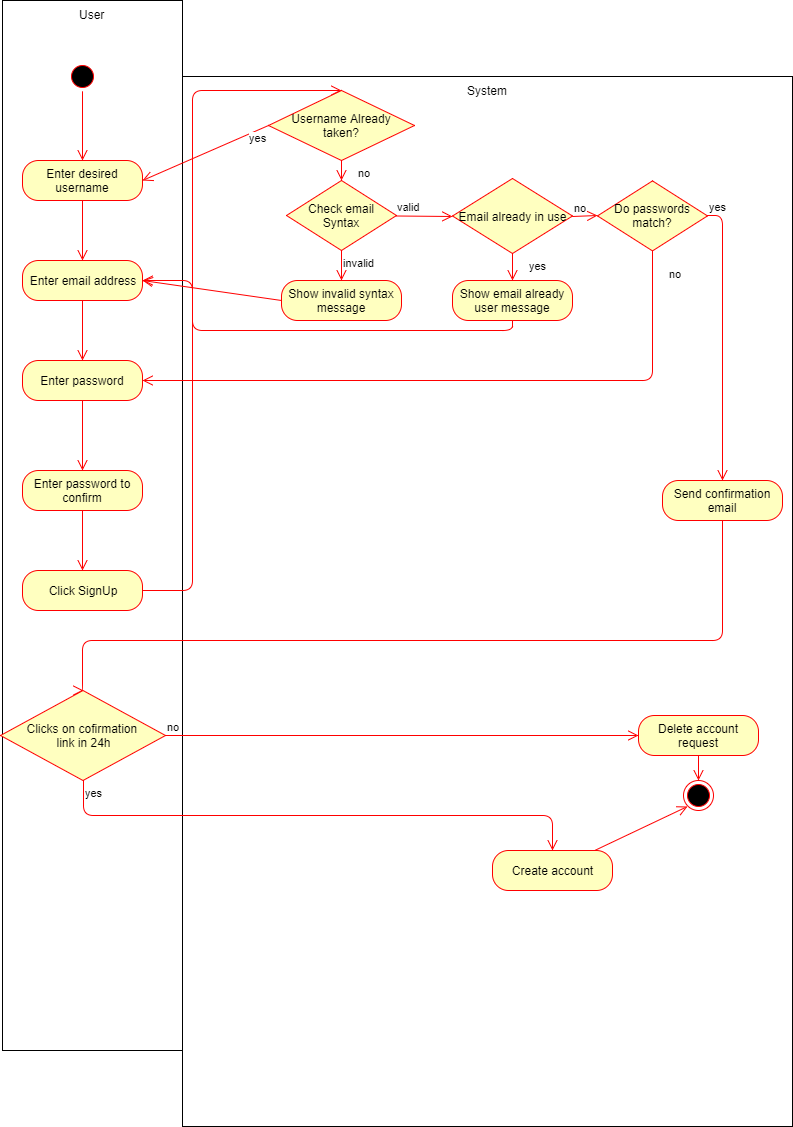 User
System
Username Already
taken?
yes
no
Enter desired
username
Check email
Syntax
valid
Email already in use
no
Do passwords
match?
yes
invalid
yes
no
Enter email address
Show invalid syntax
message
Show email already
user message
Enter password
Enter password to
confirm
Send confirmation
email
Click SignUp
Clicks on cofirmation
link in 24h
no
Delete account
request
yes
Create account